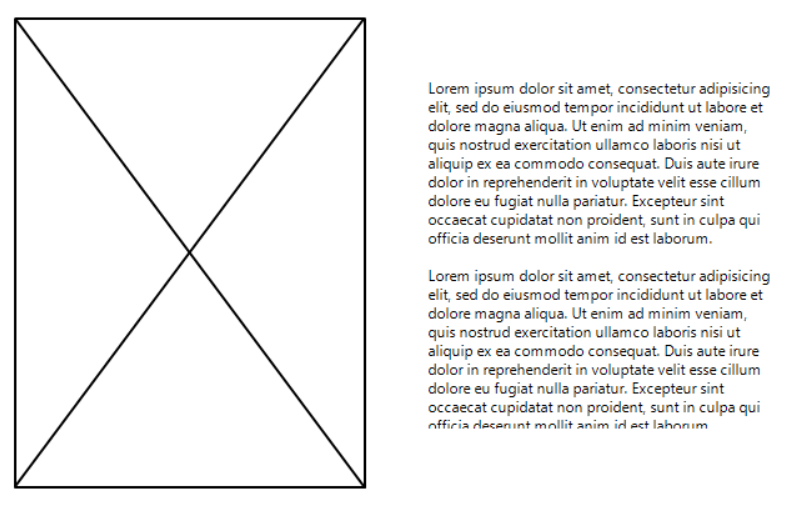 Lorem ipsum dolor sit amet, consectetur adipisicing
elit, sed do eiusmod tempor incididunt ut labore et
dolore magna aliqua. Ut enim ad minim veniam,
quis nostrud exercitation ullamco laboris nisi ut
aliquip ex ea commodo consequat. Duis aute irure
dolor in reprehenderit in voluptate velit esse cillum
dolore eu fugiat nulla pariatur. Excepteur sint
occaecat cupidatat non proident, sunt in culpa qui
officia deserunt mollit anim id est laborum.
Lorem ipsum dolor sit amet, consectetur adipisicing
elit, sed do eiusmod tempor incididunt ut labore et
dolore magna aliqua. Ut enim ad minim veniam,
quis nostrud exercitation ullamco laboris nisi ut
aliquip ex ea commodo consequat. Duis aute irure
dolor in reprehenderit in voluptate velit esse cillum
dolore eu fugiat nulla pariatur. Excepteur sint
occaecat cupidatat non proident, sunt in culpa qui
officia deserunt mollit anim id est laborum